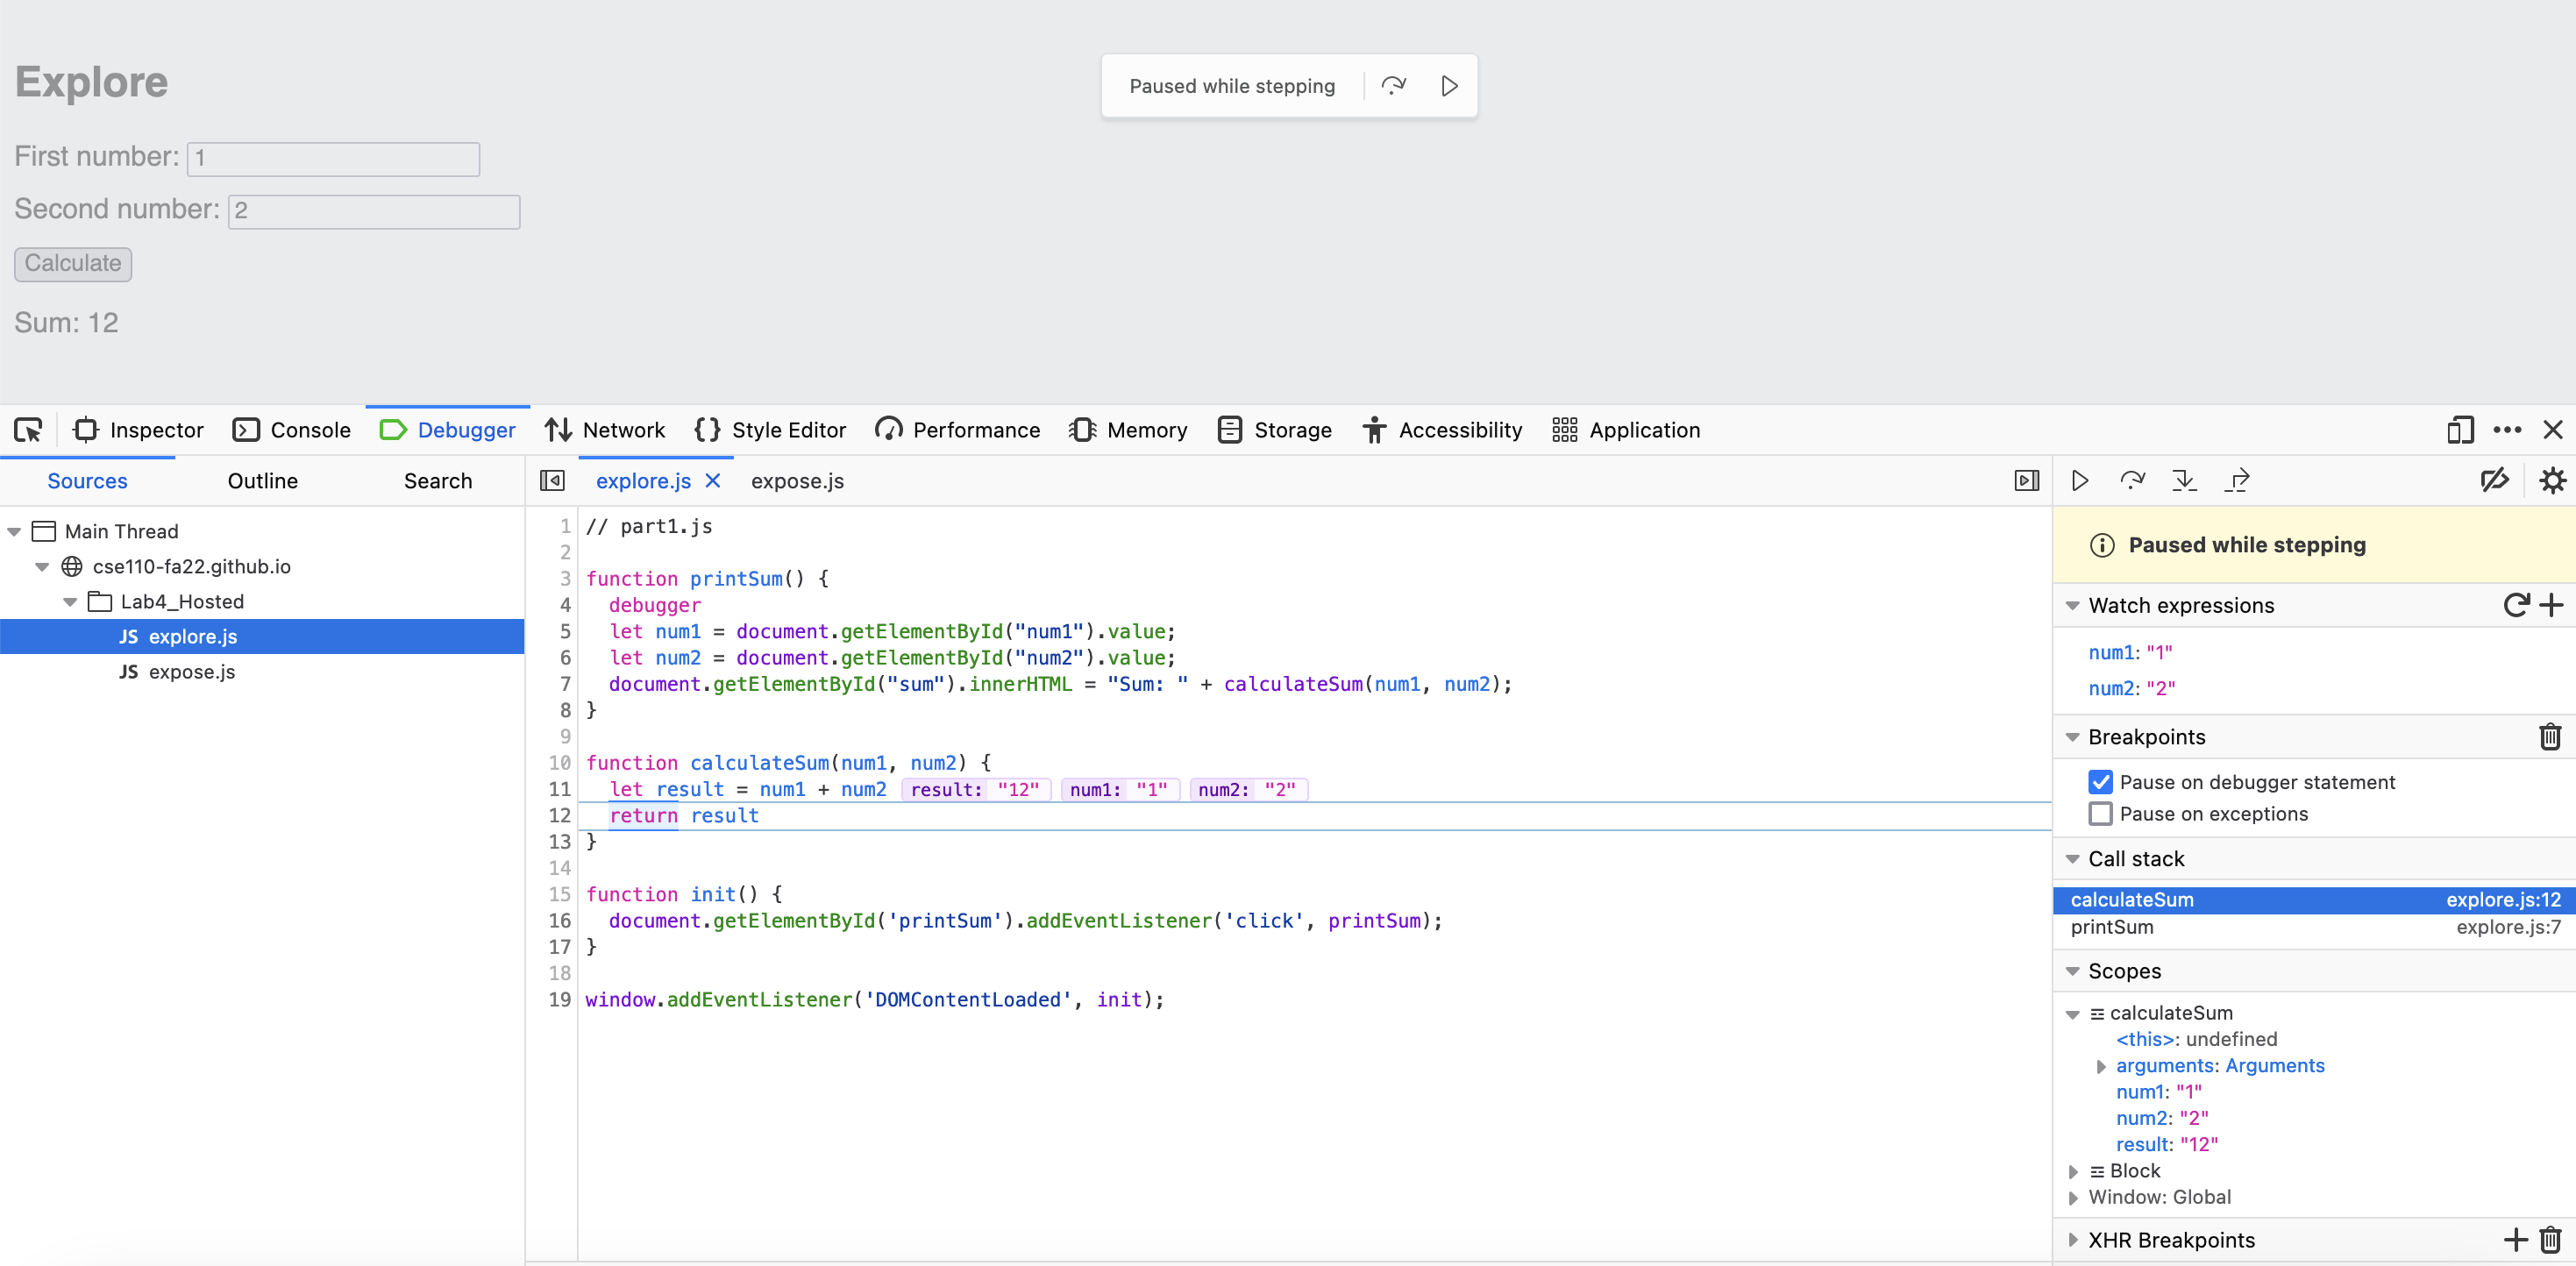 Explore
Paused while stepping
First number: 1
Second number: 2
Calculate
Sum: 12
Inspector Console Debugger Network Style Editor Performance Memory Storage Accessibility Application
Sources Outline Search
explore.js expose.js
Main Thread
cse110-fa22.github.io
Lab4_Hosted
JS explore.js
JS expose.js
1 // part1.js
2
3 function printSum() {
4 debugger
5 let num1 = document.getElementById("num1").value;
6 let num2 = document.getElementById("num2").value;
7 document.getElementById("sum").innerHTML = "Sum: " + calculateSum(num1, num2);
8 }
9
10 function calculateSum(num1, num2) {
11 let result = num1 + num2 result: "12" num1: "1" num2: "2"
12 return result
13 }
14
15 function init() {
16 document.getElementById('printSum').addEventListener('click', printSum);
17 }
18
19 window.addEventListener('DOMContentLoaded', init);
Paused while stepping
Watch expressions
num1: "1"
num2: "2"
Breakpoints
Pause on debugger statement
Pause on exceptions
Call stack
calculateSum explore.js:12
printSum explore.js:7
Scopes
calculateSum
<this>: undefined
arguments: Arguments
num1: "1"
num2: "2"
result: "12"
Block
Window: Global
XHR Breakpoints